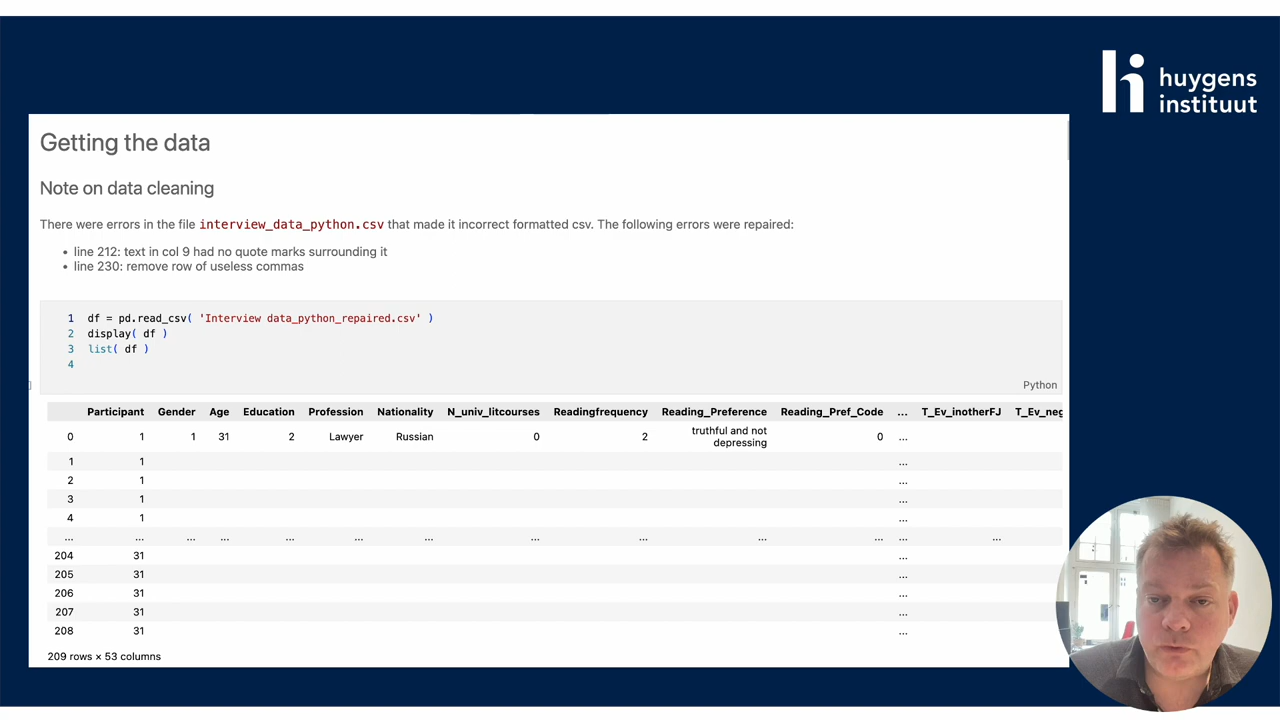 huygens
instituut
Getting the data
Note on data cleaning
There were errors in the file interview_data_python.csv that made it incorrect formatted csv. The following errors were repaired:
• line 212: text in col 9 had no quote marks surrounding it
• line 230: remove row of useless commas
1 df = pd.read_csv( 'Interview data_python_repaired.csv' )
2 display( df )
3 list( df )
4
Python
Participant Gender Age Education Profession Nationality N_univ_litcourses Readingfrequency Reading_Preference Reading_Pref_Code ... T_Ev_inotherFJ T_Ev_neg
0 1 1 31 2 Lawyer Russian 0 2 truthful and not depressing 0 ...
1 1 ...
2 1 ...
3 1 ...
4 1 ...
... ... ... ... ... ... ... ... ... ... ... ... ...
204 31 ...
205 31 ...
206 31 ...
207 31 ...
208 31 ...
209 rows × 53 columns